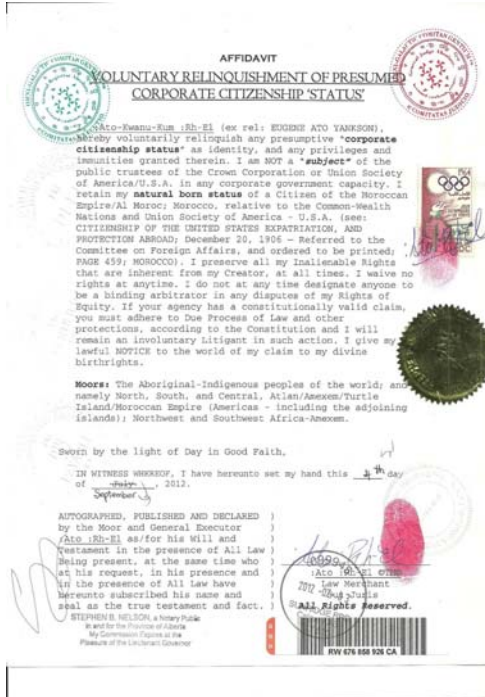 AFFIDAVIT
VOLUNTARY RELINQUISHMENT OF PRESUMED
CORPORATE CITIZENSHIP 'STATUS'
:Ato-Kwanu-Kum :Rh-El (ex rel: EUGENE ATO YANKSON),
hereby voluntarily relinquish any presumptive "corporate
citizenship status" as identity, and any privileges and
immunities granted therein. I am NOT a "subject" of the
public trustees of the Crown Corporation or Union Society
of America/U.S.A. in any corporate government capacity. I
retain my natural born status of a Citizen of the Moroccan
Empire/Al Moroc; Morocco, relative to the Common-Wealth
Nations and Union Society of America - U.S.A. (see:
CITIZENSHIP OF THE UNITED STATES EXPATRIATION, AND
PROTECTION ABROAD; December 20, 1906 – Referred to the
Committee on Foreign Affairs, and ordered to be printed;
PAGE 459; MOROCCO). I preserve all my Inalienable Rights
that are inherent from my Creator, at all times. I waive no
rights at anytime. I do not at any time designate anyone to
be a binding arbitrator in any disputes of my Rights of
Equity. If your agency has a constitutionally valid claim,
you must adhere to Due Process of Law and other
protections, according to the Constitution and I will
remain an involuntary Litigant in such action. I give my
lawful NOTICE to the world of my claim to my divine
birthrights.
Moors: The Aboriginal-Indigenous peoples of the world; and
namely North, South, and Central, Atlan/Amexem/Turtle
Island/Moroccan Empire (Americas - including the adjoining
islands); Northwest and Southwest Africa-Amexem.
Sworn by the light of Day in Good Faith,
IN WITNESS WHEREOF, I have hereunto set my hand this 4th day
of July, 2012.
September
AUTOGRAPHED, PUBLISHED AND DECLARED )
by the Moor and General Executor )
:Ato :Rh-El as/for his Will and )
Testament in the presence of All Law )
Being present, at the same time who )
at his request, in his presence and )
in the presence of All Law have )
hereunto subscribed his name and )
seal as the true testament and fact. )
:Ato :Rh-El ©TM
Law Merchant
Jus Juris
All Rights Reserved.
STEPHEN B. NELSON, a Notary Public
in and for the Province of Alberta
My Commission Expires at the
Pleasure of the Lieutenant Governor
RW 676 858 926 CA